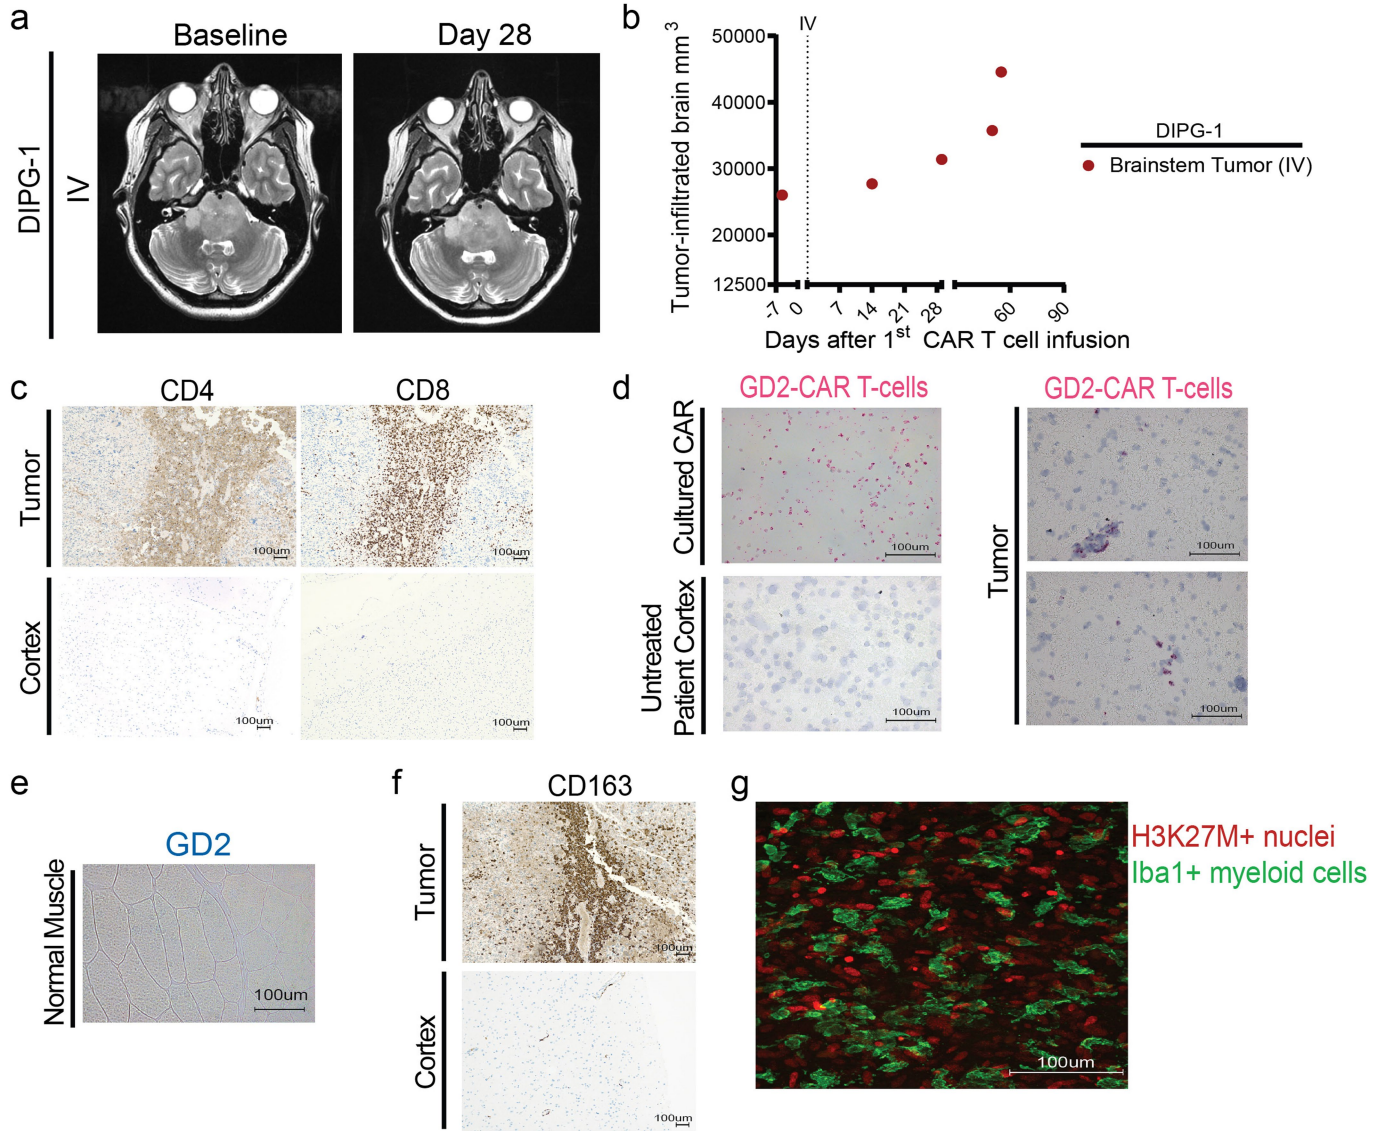 a
Baseline
Day 28
DIPG-1
IV
b
IV
Tumor-infiltrated brain mm3
50000
40000
30000
20000
12500
-7
0
7
14
21
28
60
90
Days after 1st CAR T cell infusion
DIPG-1
Brainstem Tumor (IV)
c
CD4
CD8
Tumor
100um
100um
Cortex
100um
100um
d
GD2-CAR T-cells
GD2-CAR T-cells
Cultured CAR
100um
100um
Untreated
Patient Cortex
100um
Tumor
100um
e
GD2
Normal Muscle
100um
f
CD163
Tumor
100um
Cortex
100um
g
H3K27M+ nuclei
Iba1+ myeloid cells
100um